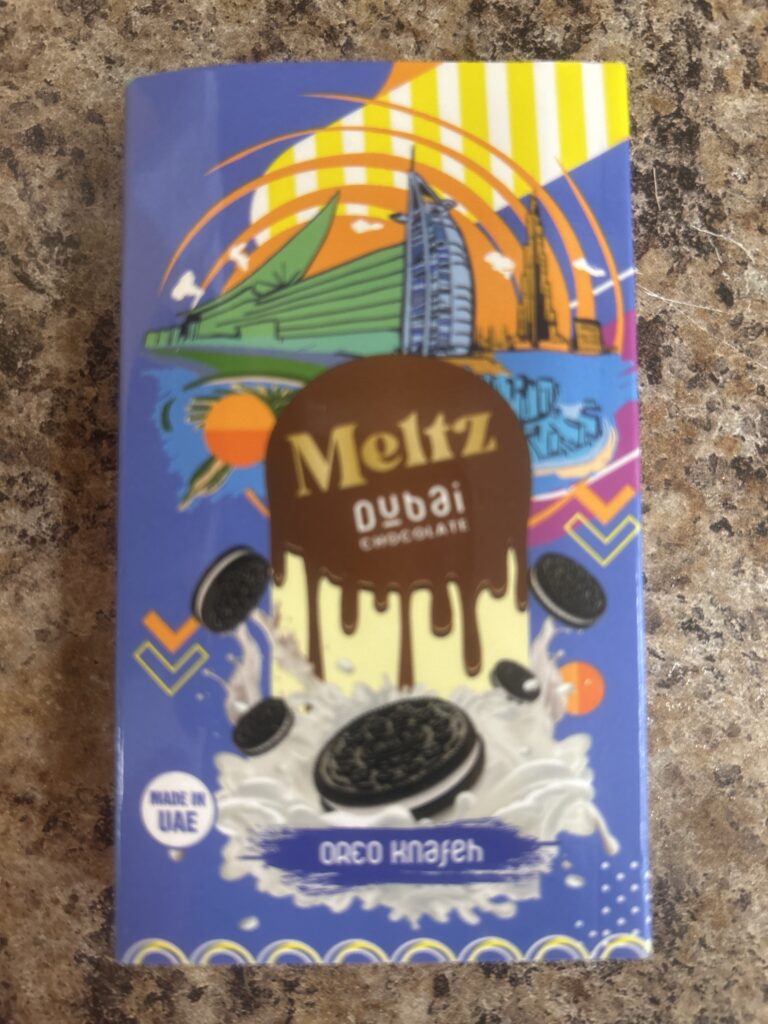 Meltz
Dubai
CHOCOLATE
MADE IN
UAE
OREO Knafeh